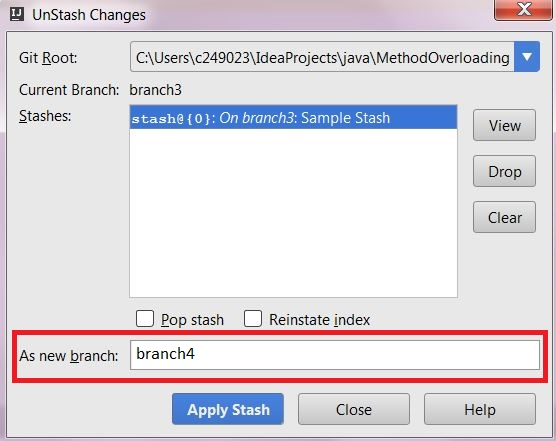 IJ UnStash Changes
Git Root: C:\Users\c249023\IdeaProjects\java\MethodOverloading
Current Branch: branch3
Stashes:
stash@{0}: On branch3: Sample Stash
View
Drop
Clear
Pop stash Reinstate index
As new branch: branch4
Apply Stash Close Help